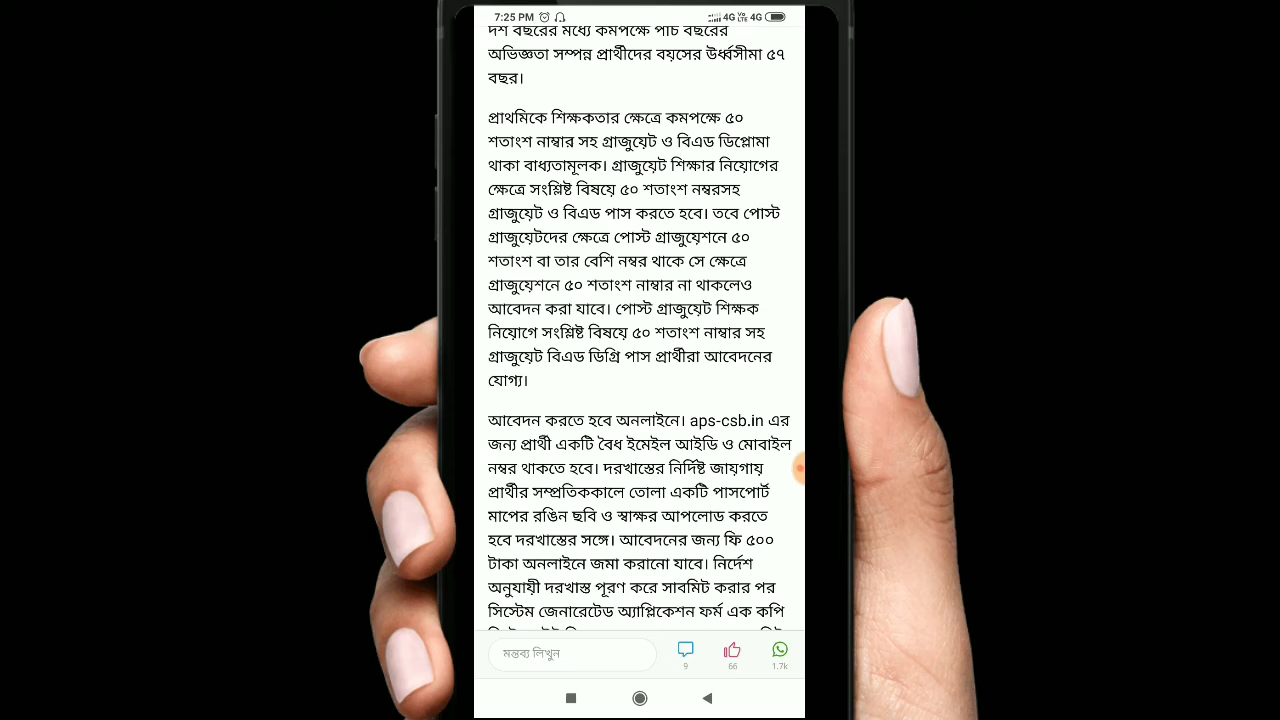 7:25 PM
4G Vo LTE 4G
দশ বছরের মধ্যে কমপক্ষে পাঁচ বছরের
অভিজ্ঞতা সম্পন্ন প্রার্থীদের বয়সের উর্ধ্বসীমা ৫৭
বছর।
প্রাথমিকে শিক্ষকতার ক্ষেত্রে কমপক্ষে ৫০
শতাংশ নাম্বার সহ গ্রাজুয়েট ও বিএড ডিপ্লোমা
থাকা বাধ্যতামূলক। গ্রাজুয়েট শিক্ষার নিয়োগের
ক্ষেত্রে সংশ্লিষ্ট বিষয়ে ৫০ শতাংশ নম্বরসহ
গ্রাজুয়েট ও বিএড পাস করতে হবে। তবে পোস্ট
গ্রাজুয়েটদের ক্ষেত্রে পোস্ট গ্রাজুয়েশনে ৫০
শতাংশ বা তার বেশি নম্বর থাকে সে ক্ষেত্রে
গ্রাজুয়েশনে ৫০ শতাংশ নাম্বার না থাকলেও
আবেদন করা যাবে। পোস্ট গ্রাজুয়েট শিক্ষক
নিয়োগে সংশ্লিষ্ট বিষয়ে ৫০ শতাংশ নাম্বার সহ
গ্রাজুয়েট বিএড ডিগ্রি পাস প্রার্থীরা আবেদনের
যোগ্য।
আবেদন করতে হবে অনলাইনে। aps-csb.in এর
জন্য প্রার্থী একটি বৈধ ইমেইল আইডি ও মোবাইল
নম্বর থাকতে হবে। দরখাস্তের নির্দিষ্ট জায়গায়
প্রার্থীর সম্প্রতিককালে তোলা একটি পাসপোর্ট
মাপের রঙিন ছবি ও স্বাক্ষর আপলোড করতে
হবে দরখাস্তের সঙ্গে। আবেদনের জন্য ফি ৫০০
টাকা অনলাইনে জমা করানো যাবে। নির্দেশ
অনুযায়ী দরখাস্ত পূরণ করে সাবমিট করার পর
সিস্টেম জেনারেটেড অ্যাপ্লিকেশন ফর্ম এক কপি
মন্তব্য লিখুন
9
66
1.7k